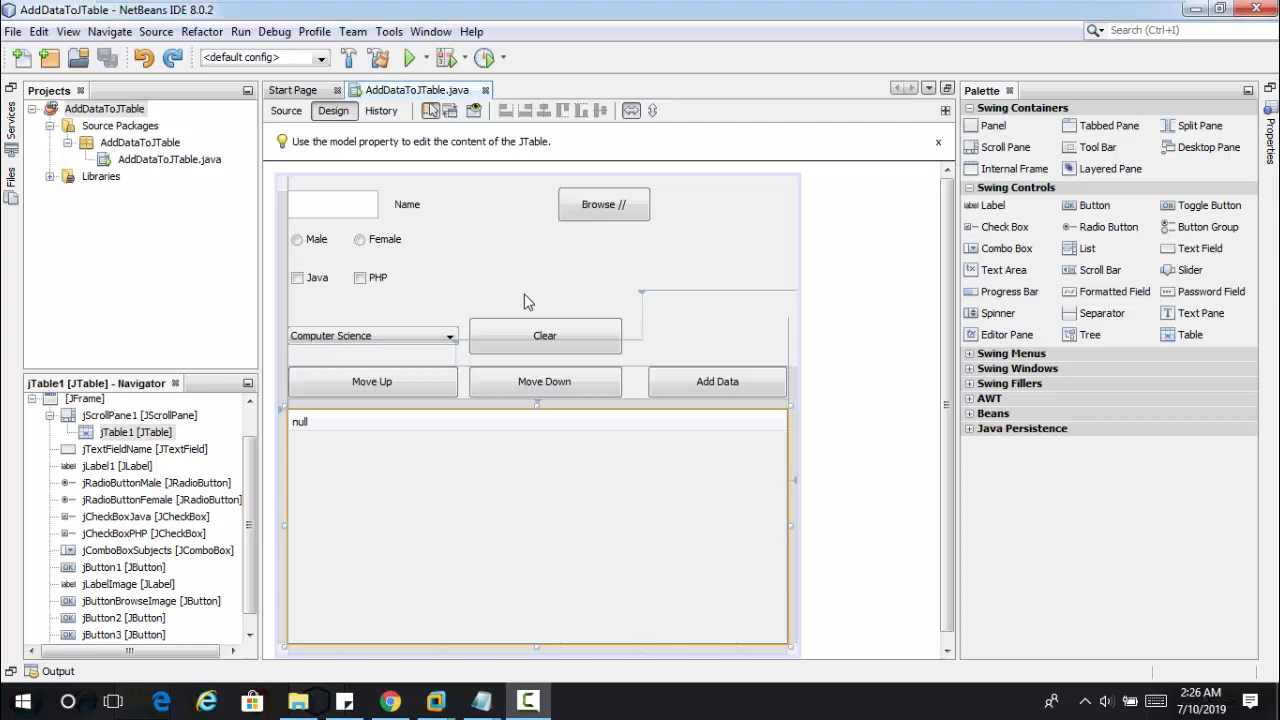 AddDataToJTable - NetBeans IDE 8.0.2
File Edit View Navigate Source Refactor Run Debug Profile Team Tools Window Help
Search (Ctrl+I)
<default config>
Projects
AddDataToJTable
Source Packages
AddDataToJTable
AddDataToJTable.java
Libraries
Services
Files
Start Page
AddDataToJTable.java
Source Design History
Use the model property to edit the content of the JTable.
x
Name
Browse //
Male Female
Java PHP
Computer Science
Clear
Move Up
Move Down
Add Data
null
jTable1 [JTable] - Navigator
[JFrame]
jScrollPane1 [JScrollPane]
jTable1 [JTable]
jTextFieldName [JTextField]
jLabel1 [JLabel]
jRadioButtonMale [JRadioButton]
jRadioButtonFemale [JRadioButton]
jCheckBoxJava [JCheckBox]
jCheckBoxPHP [JCheckBox]
jComboBoxSubjects [JComboBox]
jButton1 [JButton]
jLabelImage [JLabel]
jButtonBrowseImage [JButton]
jButton2 [JButton]
jButton3 [JButton]
Palette
Swing Containers
Panel Tabbed Pane Split Pane
Scroll Pane Tool Bar Desktop Pane
Internal Frame Layered Pane
Swing Controls
Label Button Toggle Button
Check Box Radio Button Button Group
Combo Box List Text Field
Text Area Scroll Bar Slider
Progress Bar Formatted Field Password Field
Spinner Separator Text Pane
Editor Pane Tree Table
Swing Menus
Swing Windows
Swing Fillers
AWT
Beans
Java Persistence
Properties
Output
2:26 AM
7/10/2019